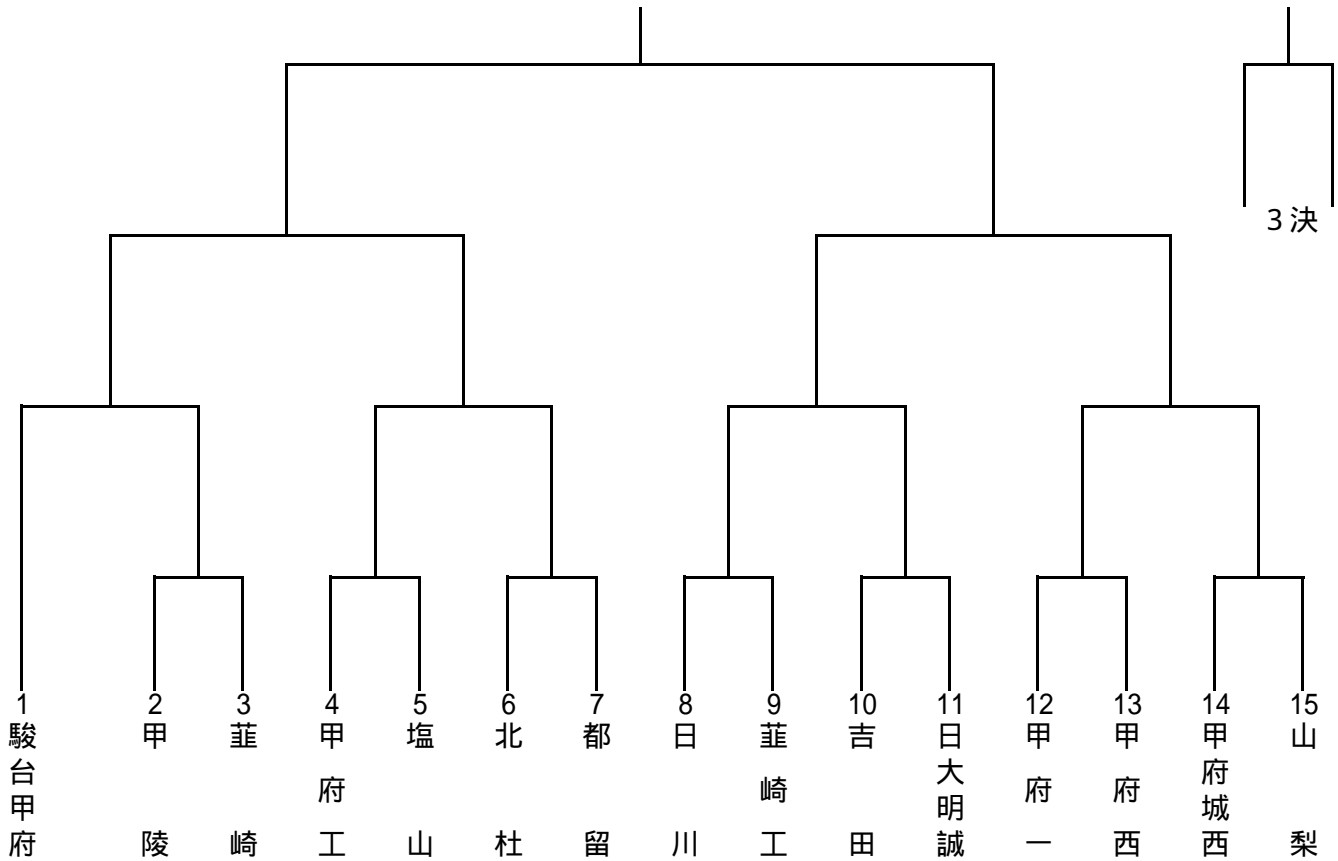 3決
1 駿台甲府
2 甲陵
3 韮崎
4 甲府工
5 塩山
6 北杜
7 都留
8 日川
9 韮崎工
10 吉田
11 日大明誠
12 甲府一
13 甲府西
14 甲府城西
15 山梨